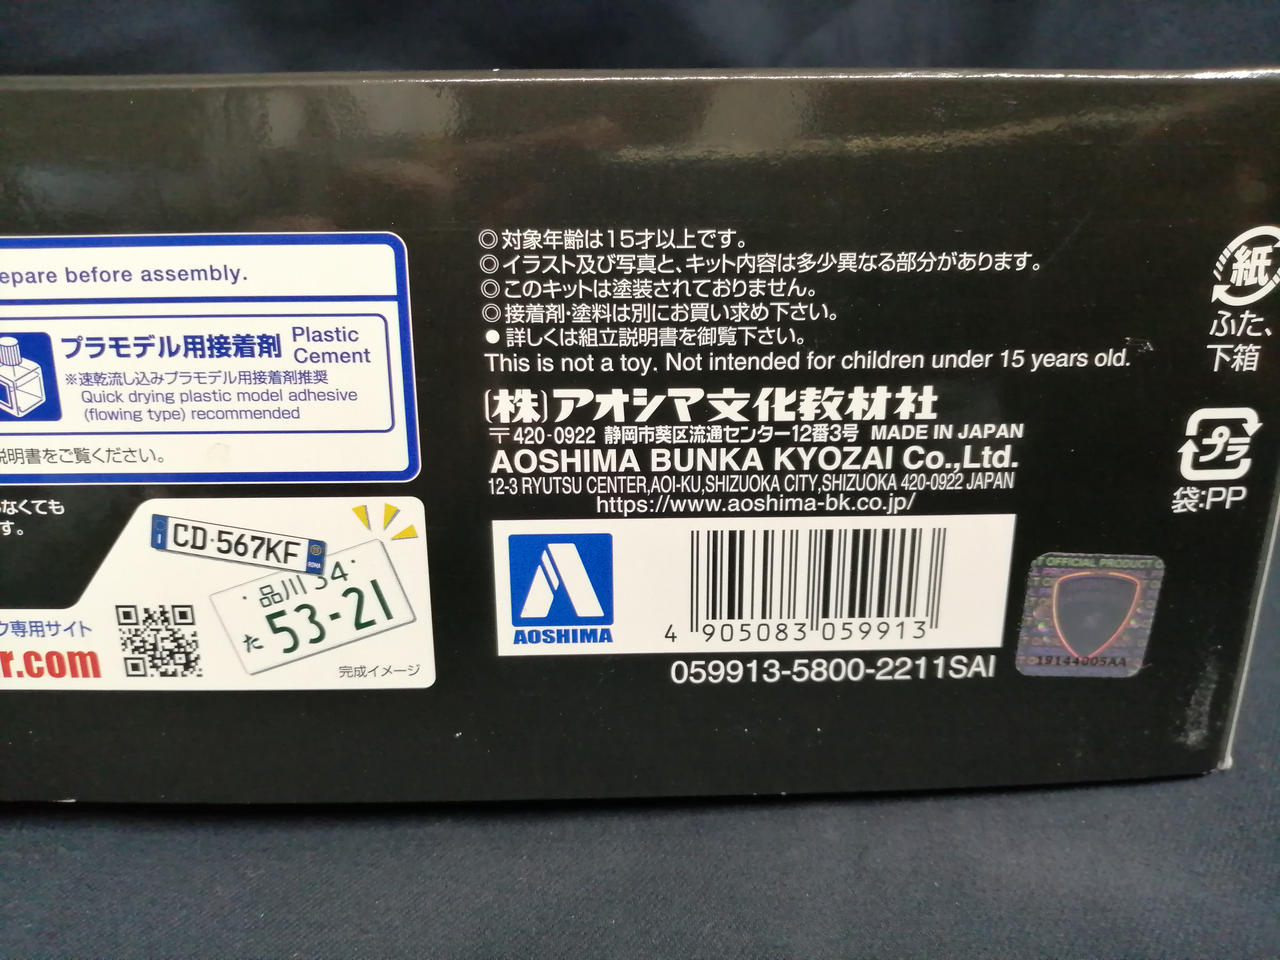 epare before assembly.
プラモデル用接着剤 Plastic Cement
※速乾流し込みプラモデル用接着剤推奨
Quick drying plastic model adhesive
(flowing type) recommended
説明書をご覧ください。
なくても
す。
CD·567KF
ROMA
品川 34
た 53-21
ク専用サイト
r.com
完成イメージ
◎対象年齢は15才以上です。
◎イラスト及び写真と、キット内容は多少異なる部分があります。
◎このキットは塗装されておりません。
◎接着剤・塗料は別にお買い求め下さい。
●詳しくは組立説明書を御覧下さい。
This is not a toy. Not intended for children under 15 years old.
(株)アオシマ文化教材社
〒420-0922 静岡市葵区流通センター12番3号 MADE IN JAPAN
AOSHIMA BUNKA KYOZAI Co.,Ltd.
12-3 RYUTSU CENTER,AOI-KU,SHIZUOKA CITY,SHIZUOKA 420-0922 JAPAN
https://www.aoshima-bk.co.jp/
AOSHIMA
4 905083 059913
059913-5800-2211SAI
T OFFICIAL PRODUCT
19144005AA
紙
ふた、
下箱
プラ
袋:PP